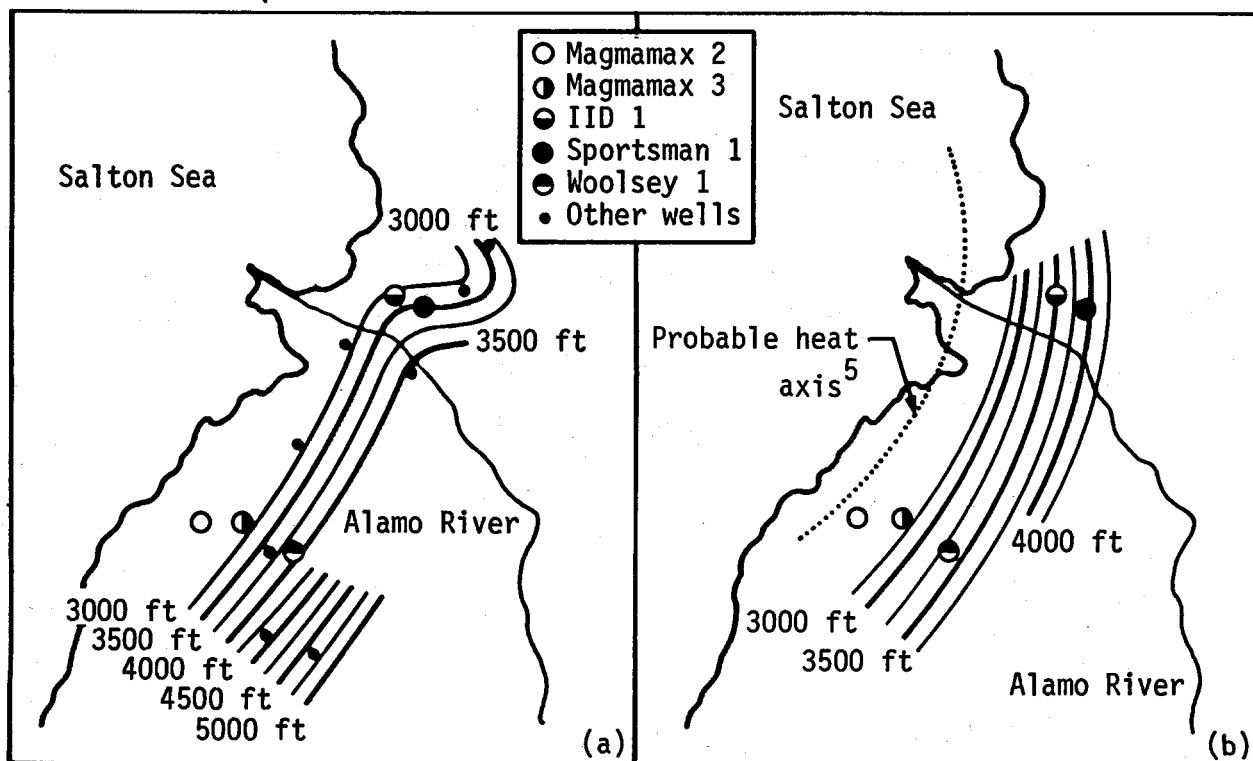 Magmamax 2
Magmamax 3
IID 1
Sportsman 1
Woolsey 1
Other wells
Salton Sea
3000 ft
3500 ft
Alamo River
3000 ft
3500 ft
4000 ft
4500 ft
5000 ft
(a)
Salton Sea
Probable heat
axis5
4000 ft
3000 ft
3500 ft
Alamo River
(b)